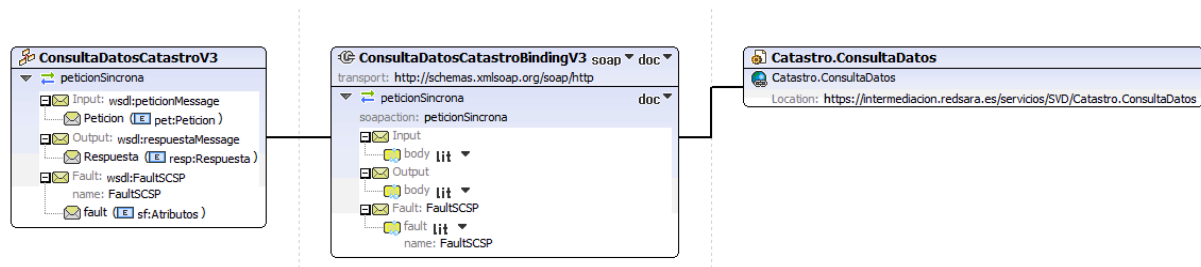 ConsultaDatosCatastroV3
peticionSincrona
Input: wsdl:peticionMessage
Peticion ( E pet:Peticion )
Output: wsdl:respuestaMessage
Respuesta ( E resp:Respuesta )
Fault: wsdl:FaultSCSP
name: FaultSCSP
fault ( E sf:Atributos )
ConsultaDatosCatastroBindingV3 soap doc
transport: http://schemas.xmlsoap.org/soap/http
peticionSincrona doc
soapaction: peticionSincrona
Input
body lit
Output
body lit
Fault: FaultSCSP
fault lit
name: FaultSCSP
Catastro.ConsultaDatos
Catastro.ConsultaDatos
Location: https://intermediacion.redsara.es/servicios/SVD/Catastro.ConsultaDatos